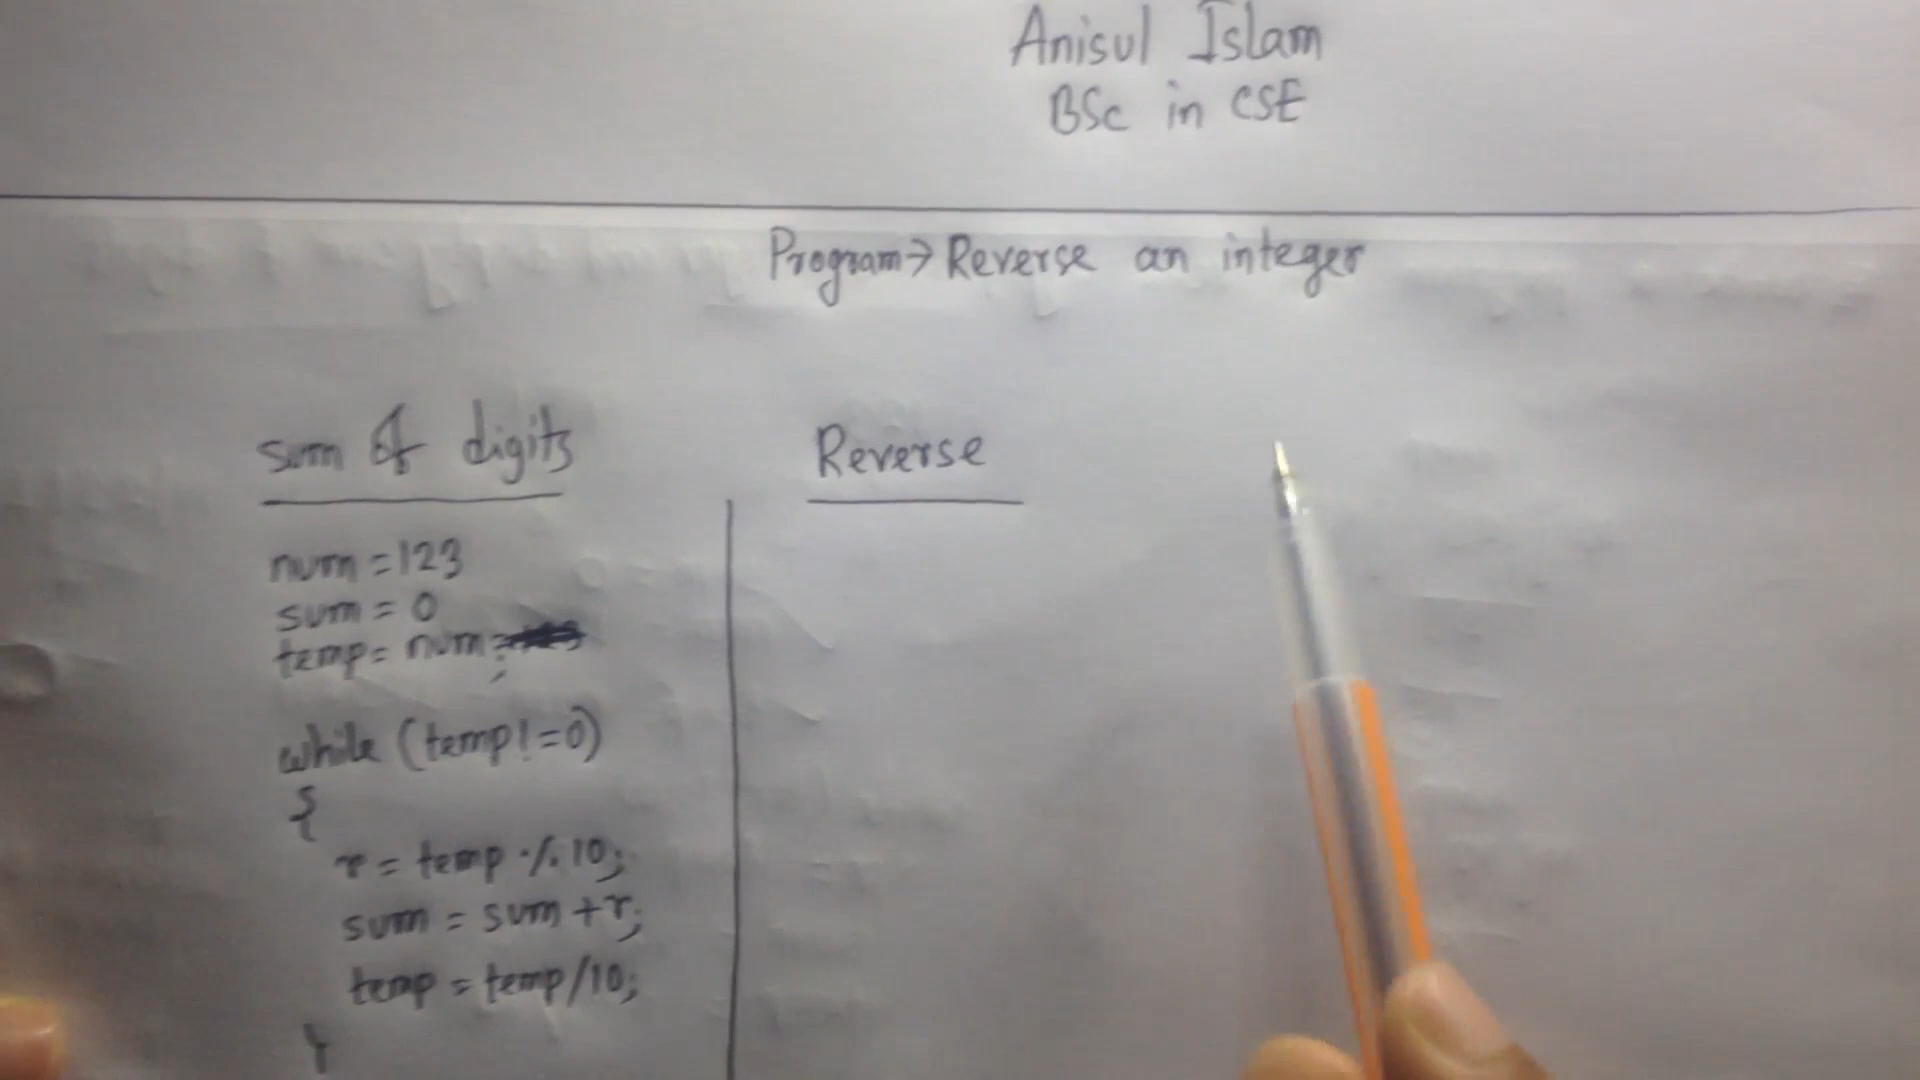 Anisul Islam
BSc in CSE
Program→Reverse an integer
sum of digits
num = 123
sum = 0
temp = num;
while (temp!=0)
{
r = temp % 10;
sum = sum + r;
temp = temp/10;
}
Reverse